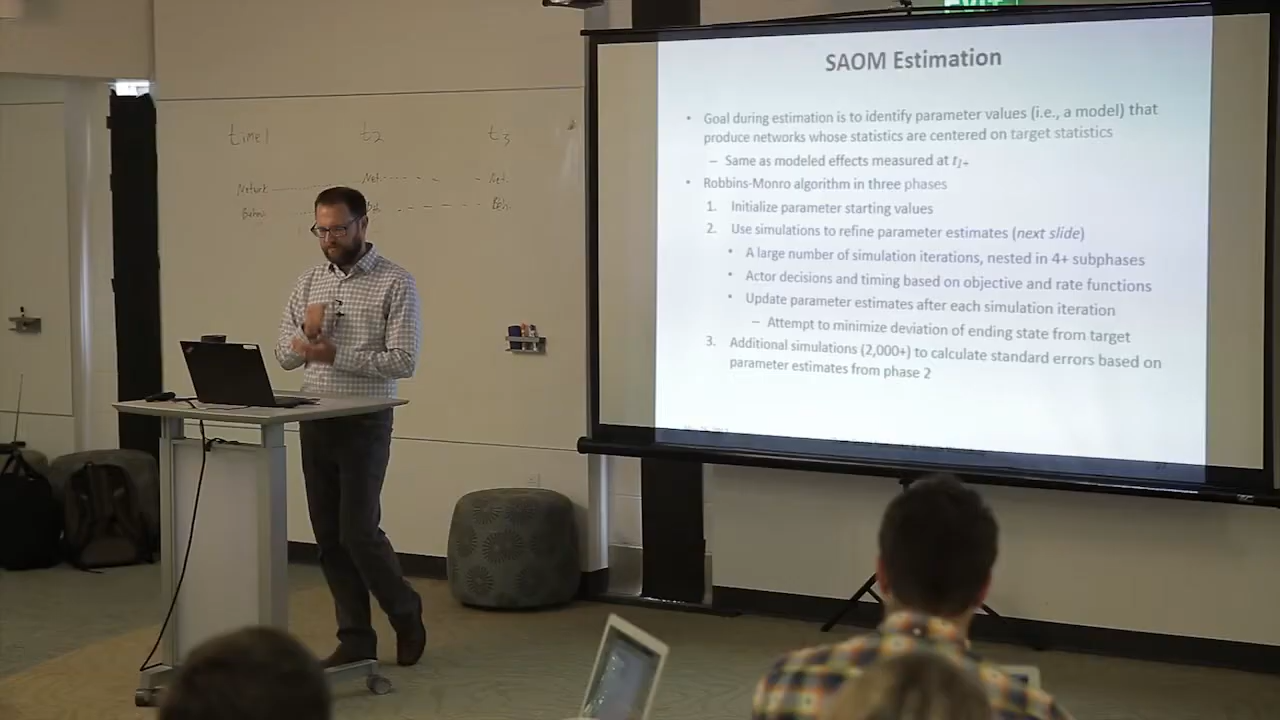 EXIT
SAOM Estimation
• Goal during estimation is to identify parameter values (i.e., a model) that
produce networks whose statistics are centered on target statistics
– Same as modeled effects measured at t1+
• Robbins-Monro algorithm in three phases
1. Initialize parameter starting values
2. Use simulations to refine parameter estimates (next slide)
• A large number of simulation iterations, nested in 4+ subphases
• Actor decisions and timing based on objective and rate functions
• Update parameter estimates after each simulation iteration
– Attempt to minimize deviation of ending state from target
3. Additional simulations (2,000+) to calculate standard errors based on
parameter estimates from phase 2
time1 t2 t3
Network Net. Net.
Beh.